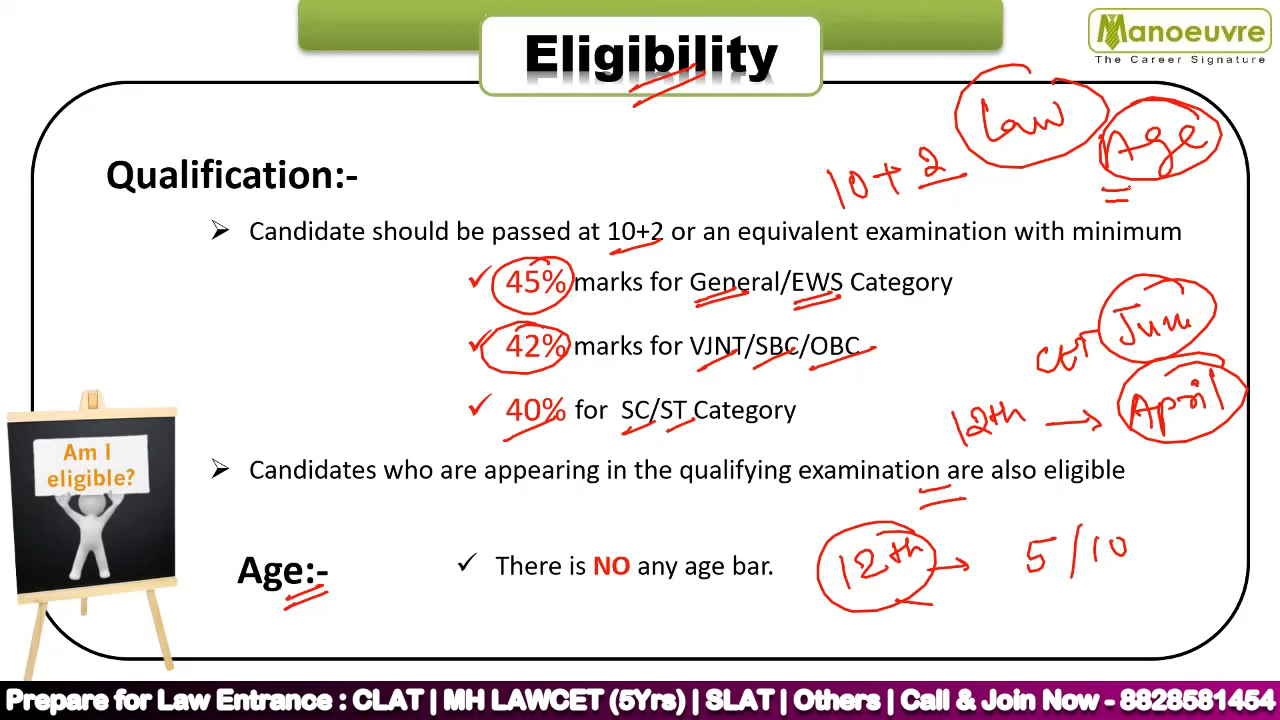 Manoeuvre
The Career Signature
Eligibility
Law
Age
10+2
Qualification:-
➢ Candidate should be passed at 10+2 or an equivalent examination with minimum
✓ 45% marks for General/EWS Category
✓ 42% marks for VJNT/SBC/OBC
CET June
✓ 40% for SC/ST Category
12th → April
➢ Candidates who are appearing in the qualifying examination are also eligible
Am I
eligible?
Age:-
✓ There is NO any age bar.
12th → 5/10
Prepare for Law Entrance : CLAT | MH LAWCET (5Yrs) | SLAT | Others | Call & Join Now - 8828581454